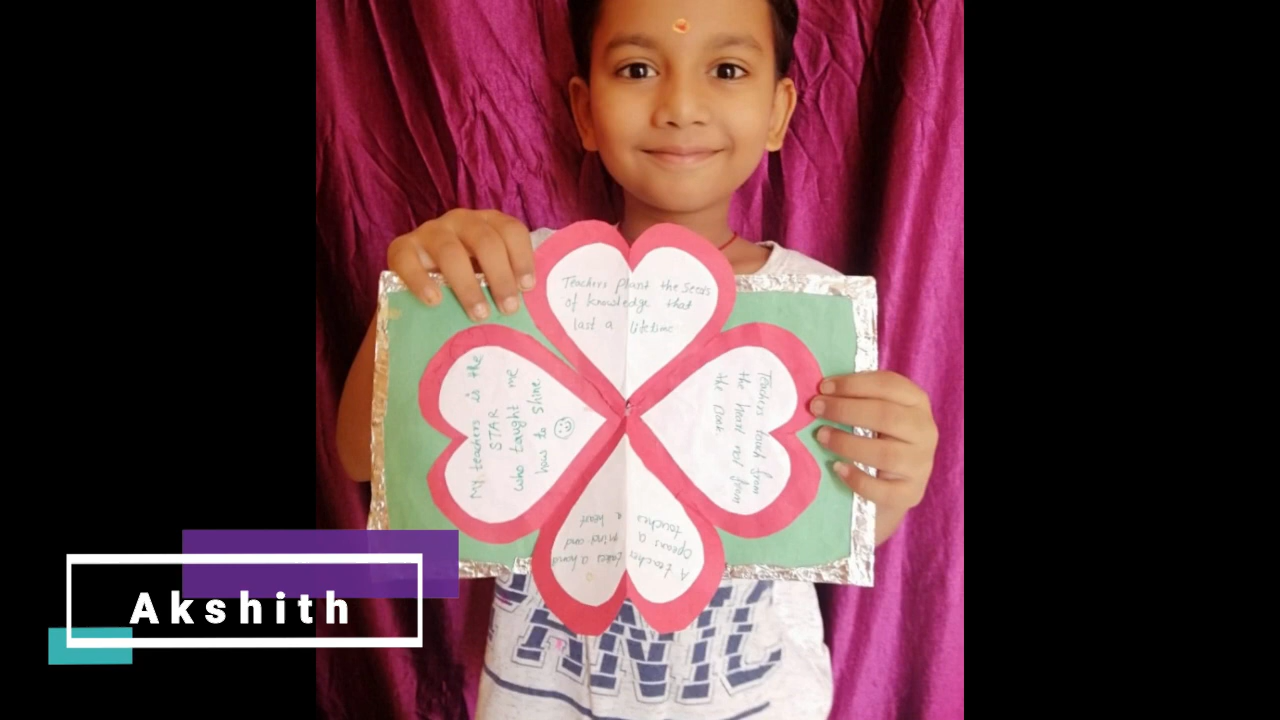 Teachers plant the seeds
of knowledge that
last a lifetime
My teachers is the
STAR
who taught me
how to shine
Teachers touch from
the heart not from
the book.
A teacher takes a hand
opens a mind and
touches a heart
Akshith